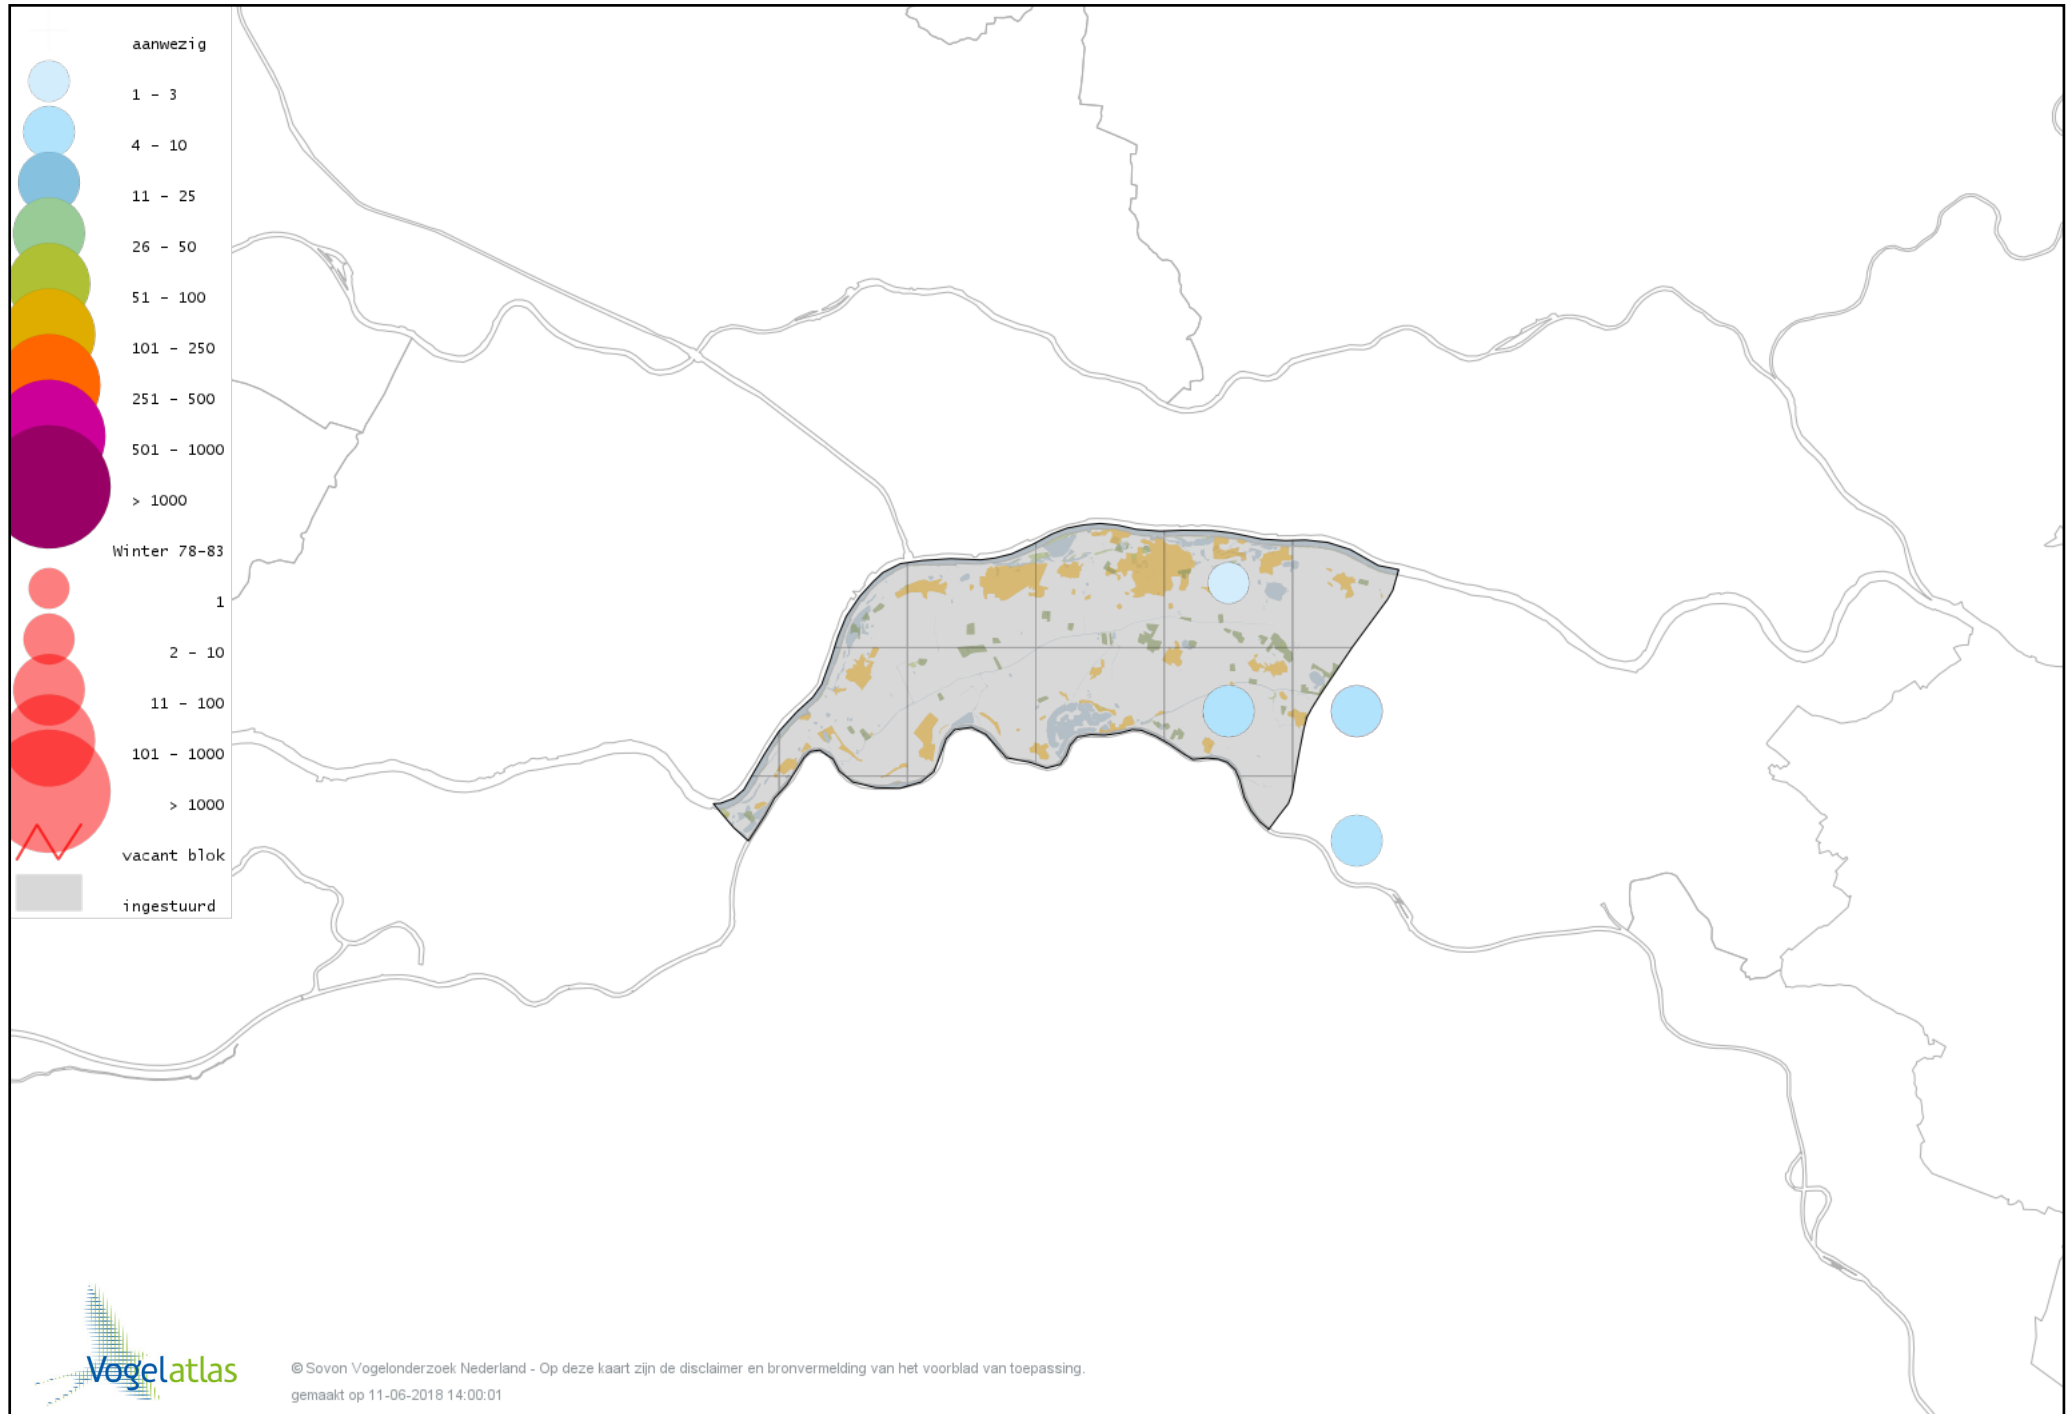 aanwezig
1 - 3
4 - 10
11 - 25
26 - 50
51 - 100
101 - 250
251 - 500
501 - 1000
> 1000
Winter 78-83
1
2 - 10
11 - 100
101 - 1000
> 1000
vacant blok
ingestuurd
Vogelatlas
© Sovon Vogelonderzoek Nederland - Op deze kaart zijn de disclaimer en bronvermelding van het voorblad van toepassing.
gemaakt op 11-06-2018 14:00:01